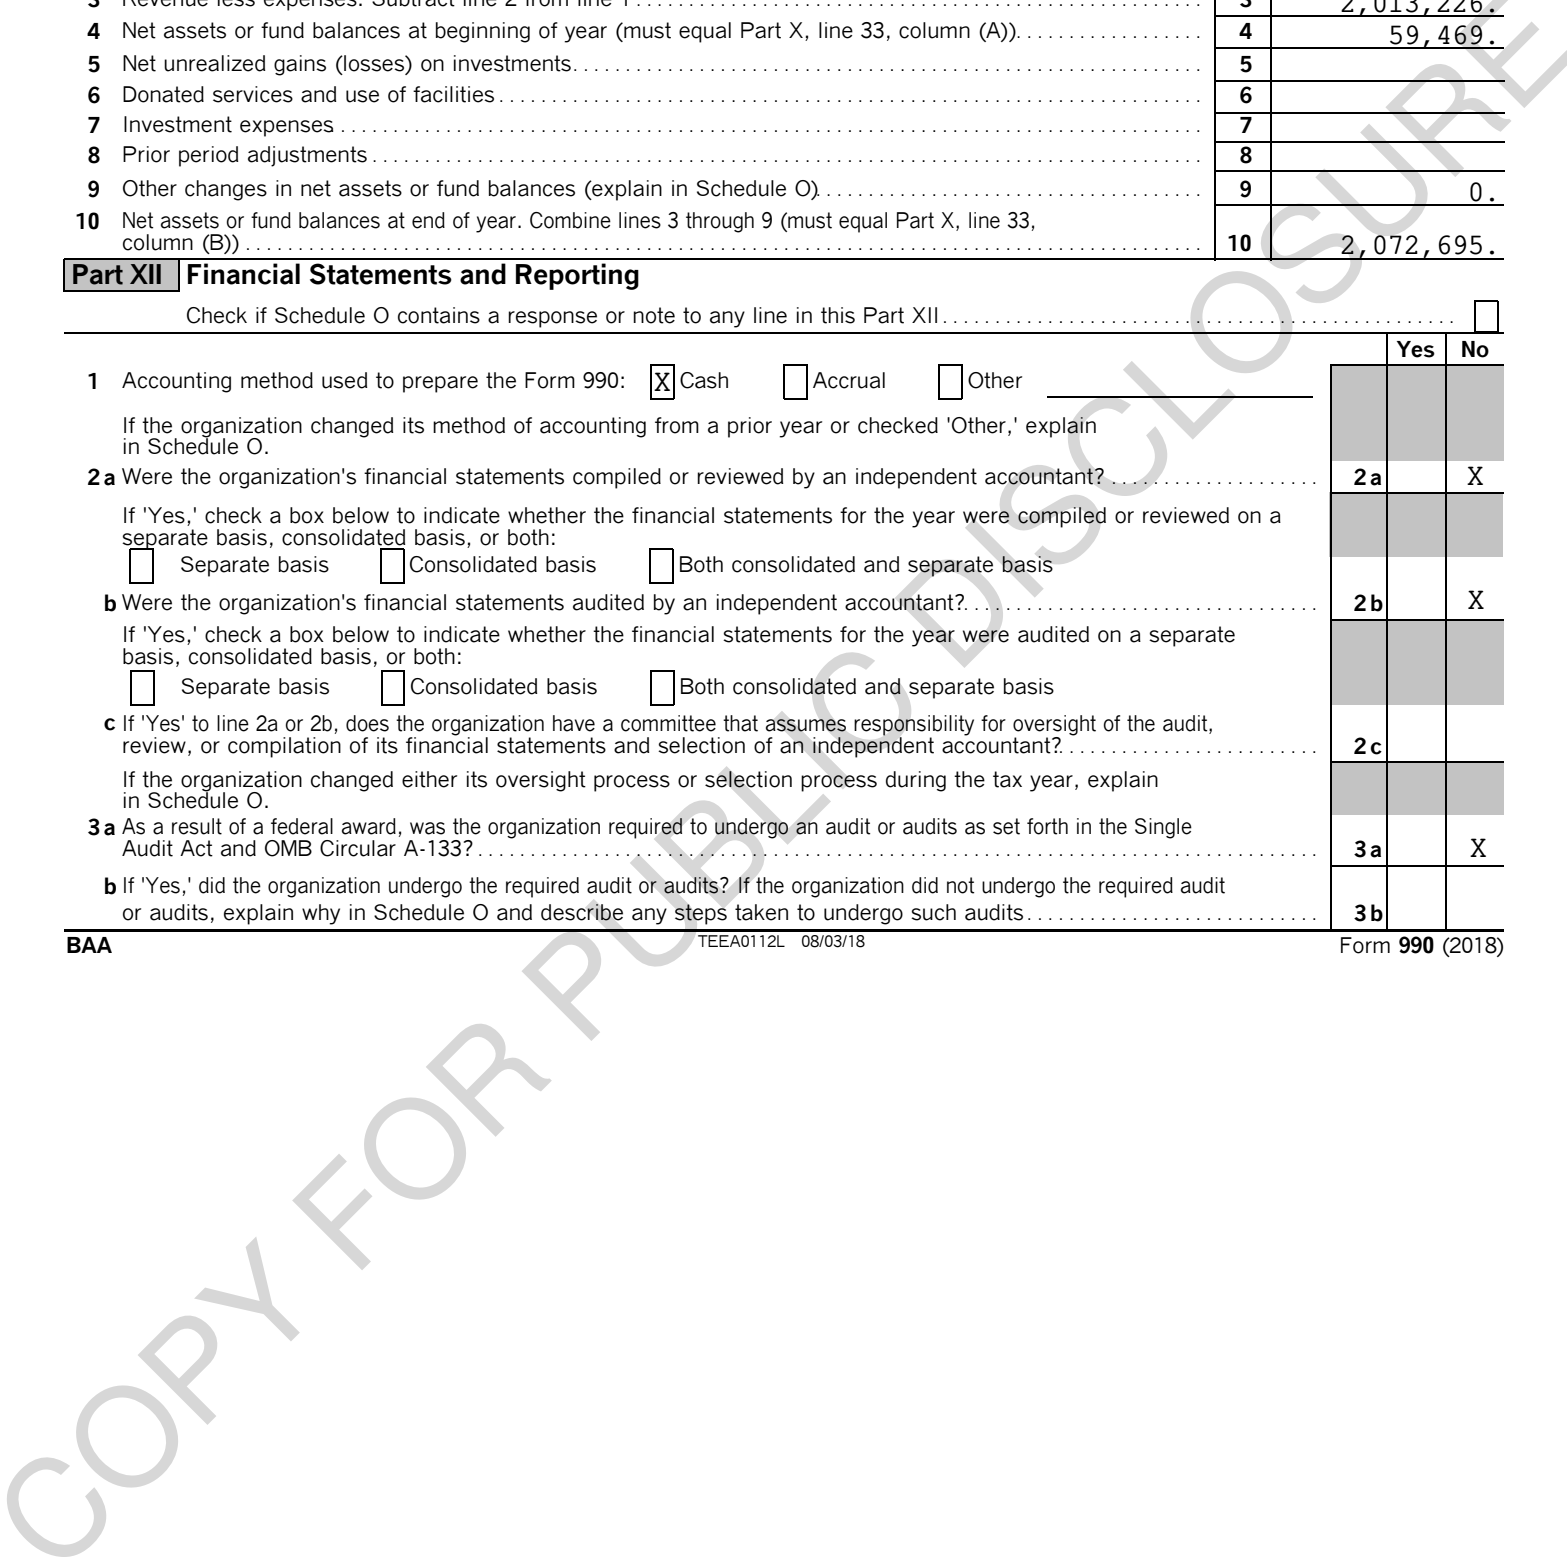 3 Revenue less expenses. Subtract line 2 from line 1 3 2,013,226.
4 Net assets or fund balances at beginning of year (must equal Part X, line 33, column (A)) 4 59,469.
5 Net unrealized gains (losses) on investments 5
6 Donated services and use of facilities 6
7 Investment expenses 7
8 Prior period adjustments 8
9 Other changes in net assets or fund balances (explain in Schedule O) 9 0.
10 Net assets or fund balances at end of year. Combine lines 3 through 9 (must equal Part X, line 33,
column (B)) 10 2,072,695.
Part XII Financial Statements and Reporting
Check if Schedule O contains a response or note to any line in this Part XII
Yes No
1 Accounting method used to prepare the Form 990: X Cash Accrual Other
If the organization changed its method of accounting from a prior year or checked 'Other,' explain
in Schedule O.
2a Were the organization's financial statements compiled or reviewed by an independent accountant? 2a X
If 'Yes,' check a box below to indicate whether the financial statements for the year were compiled or reviewed on a
separate basis, consolidated basis, or both:
Separate basis Consolidated basis Both consolidated and separate basis
b Were the organization's financial statements audited by an independent accountant? 2b X
If 'Yes,' check a box below to indicate whether the financial statements for the year were audited on a separate
basis, consolidated basis, or both:
Separate basis Consolidated basis Both consolidated and separate basis
c If 'Yes' to line 2a or 2b, does the organization have a committee that assumes responsibility for oversight of the audit,
review, or compilation of its financial statements and selection of an independent accountant? 2c
If the organization changed either its oversight process or selection process during the tax year, explain
in Schedule O.
3a As a result of a federal award, was the organization required to undergo an audit or audits as set forth in the Single
Audit Act and OMB Circular A-133? 3a X
b If 'Yes,' did the organization undergo the required audit or audits? If the organization did not undergo the required audit
or audits, explain why in Schedule O and describe any steps taken to undergo such audits 3b
BAA TEEA0112L 08/03/18 Form 990 (2018)
COPY FOR PUBLIC DISCLOSURE